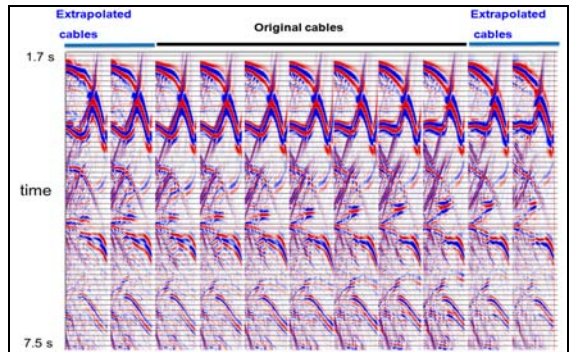 Extrapolated
cables
Original cables
Extrapolated
cables
1.7 s
time
7.5 s